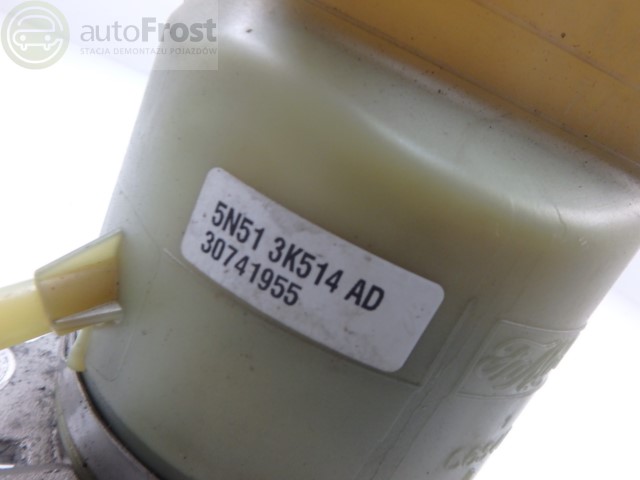 autoFrost
STACJA DEMONTAŻU POJAZDÓW
5N51 3K514 AD
30741955